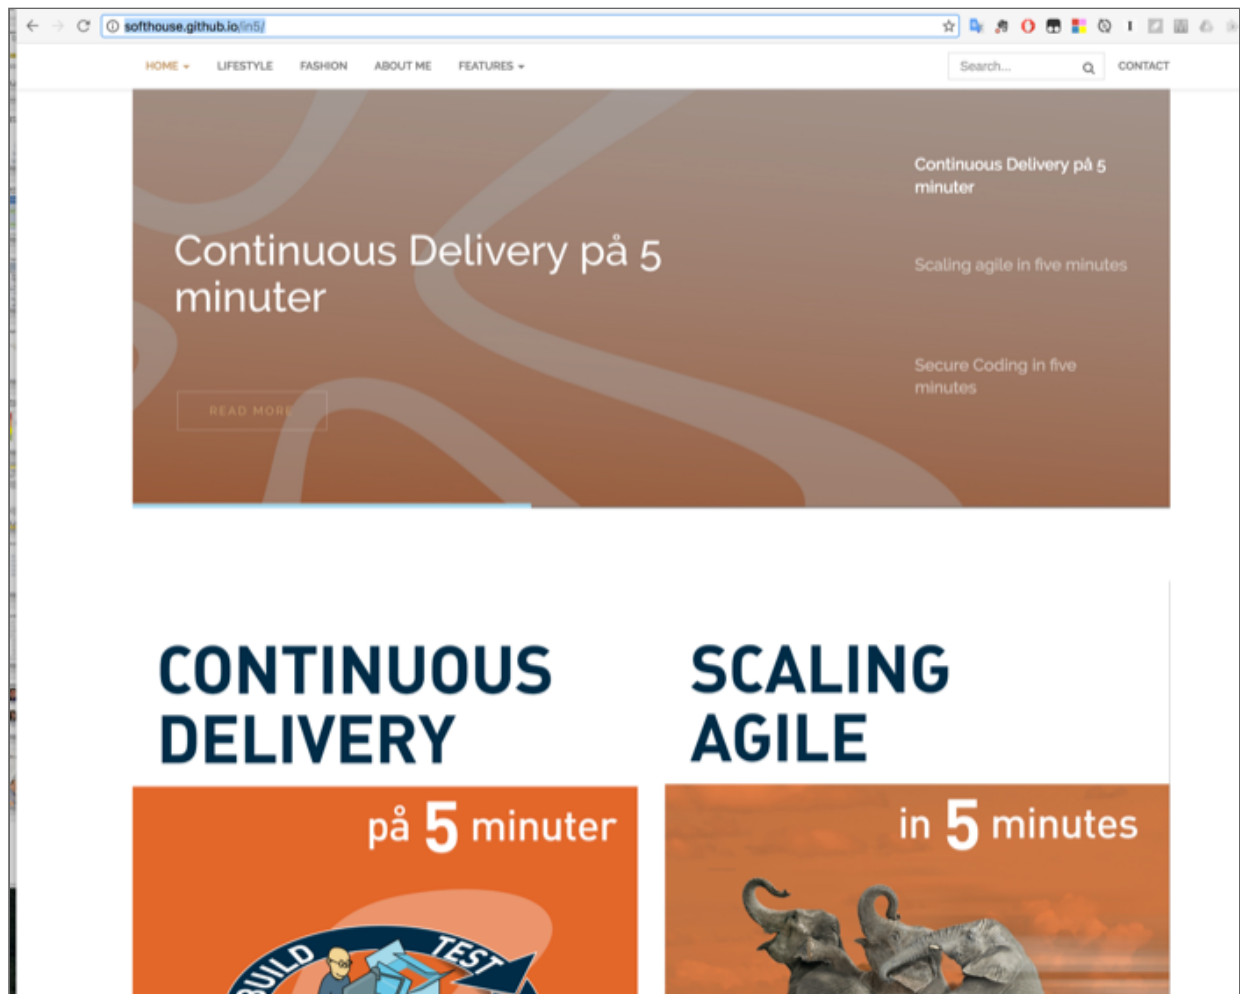 softhouse.github.io/in5/
HOME LIFESTYLE FASHION ABOUT ME FEATURES Search... CONTACT
Continuous Delivery på 5
minuter
READ MORE
Continuous Delivery på 5
minuter
Scaling agile in five minutes
Secure Coding in five
minutes
CONTINUOUS
DELIVERY
på 5 minuter
BUILD TEST
SCALING
AGILE
in 5 minutes